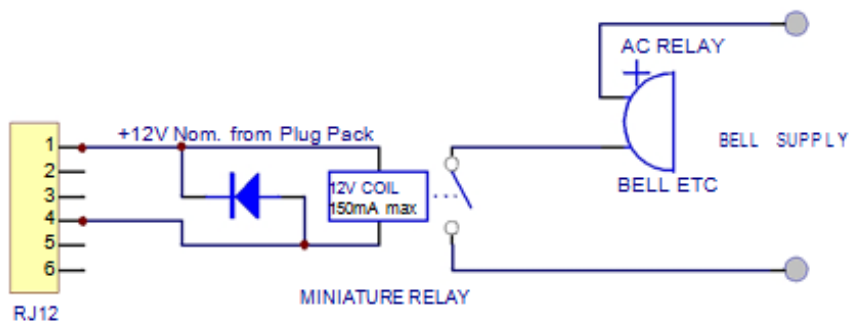 AC RELAY
+
+12V Nom. from Plug Pack
1
2
3
4
5
6
12V COIL
150mA max
BELL SUPPLY
BELL ETC
MINIATURE RELAY
RJ12